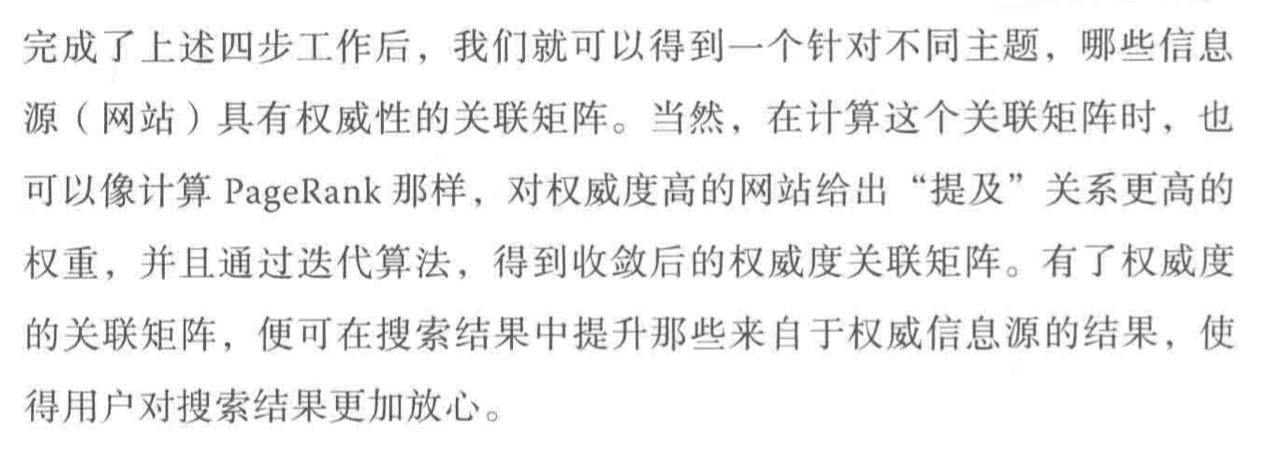 完成了上述四步工作后，我们就可以得到一个针对不同主题，哪些信息
源（网站）具有权威性的关联矩阵。当然，在计算这个关联矩阵时，也
可以像计算 PageRank 那样，对权威度高的网站给出“提及”关系更高的
权重，并且通过迭代算法，得到收敛后的权威度关联矩阵。有了权威度
的关联矩阵，便可在搜索结果中提升那些来自于权威信息源的结果，使
得用户对搜索结果更加放心。